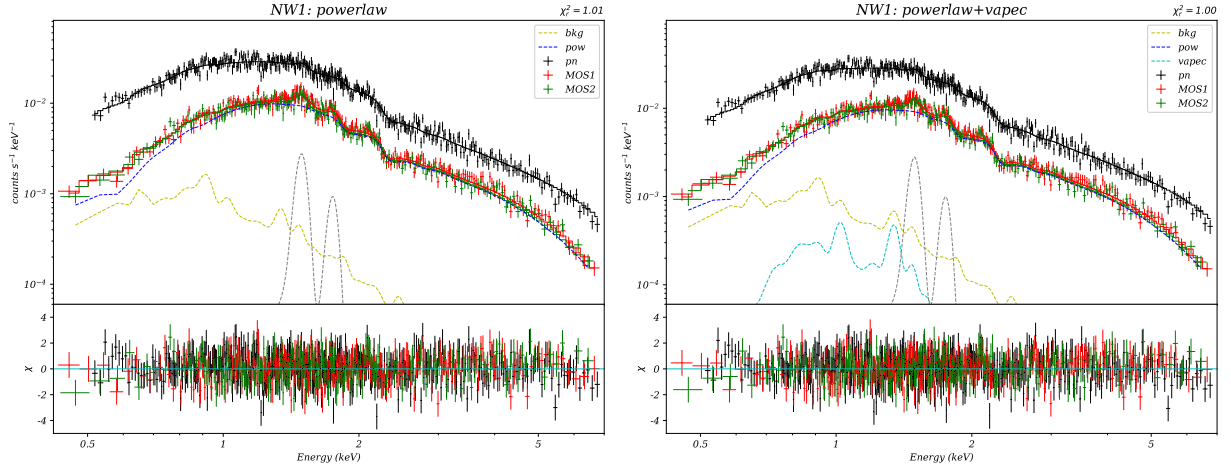 NW1: powerlaw
χ²ᵣ = 1.01
bkg
pow
pn
MOS1
MOS2
counts s⁻¹ keV⁻¹
10⁻²
10⁻³
10⁻⁴
χ
4
2
0
-2
-4
0.5
1
2
5
Energy (keV)
NW1: powerlaw+vapec
χ²ᵣ = 1.00
bkg
pow
vapec
pn
MOS1
MOS2
counts s⁻¹ keV⁻¹
10⁻²
10⁻³
10⁻⁴
χ
4
2
0
-2
-4
0.5
1
2
5
Energy (keV)